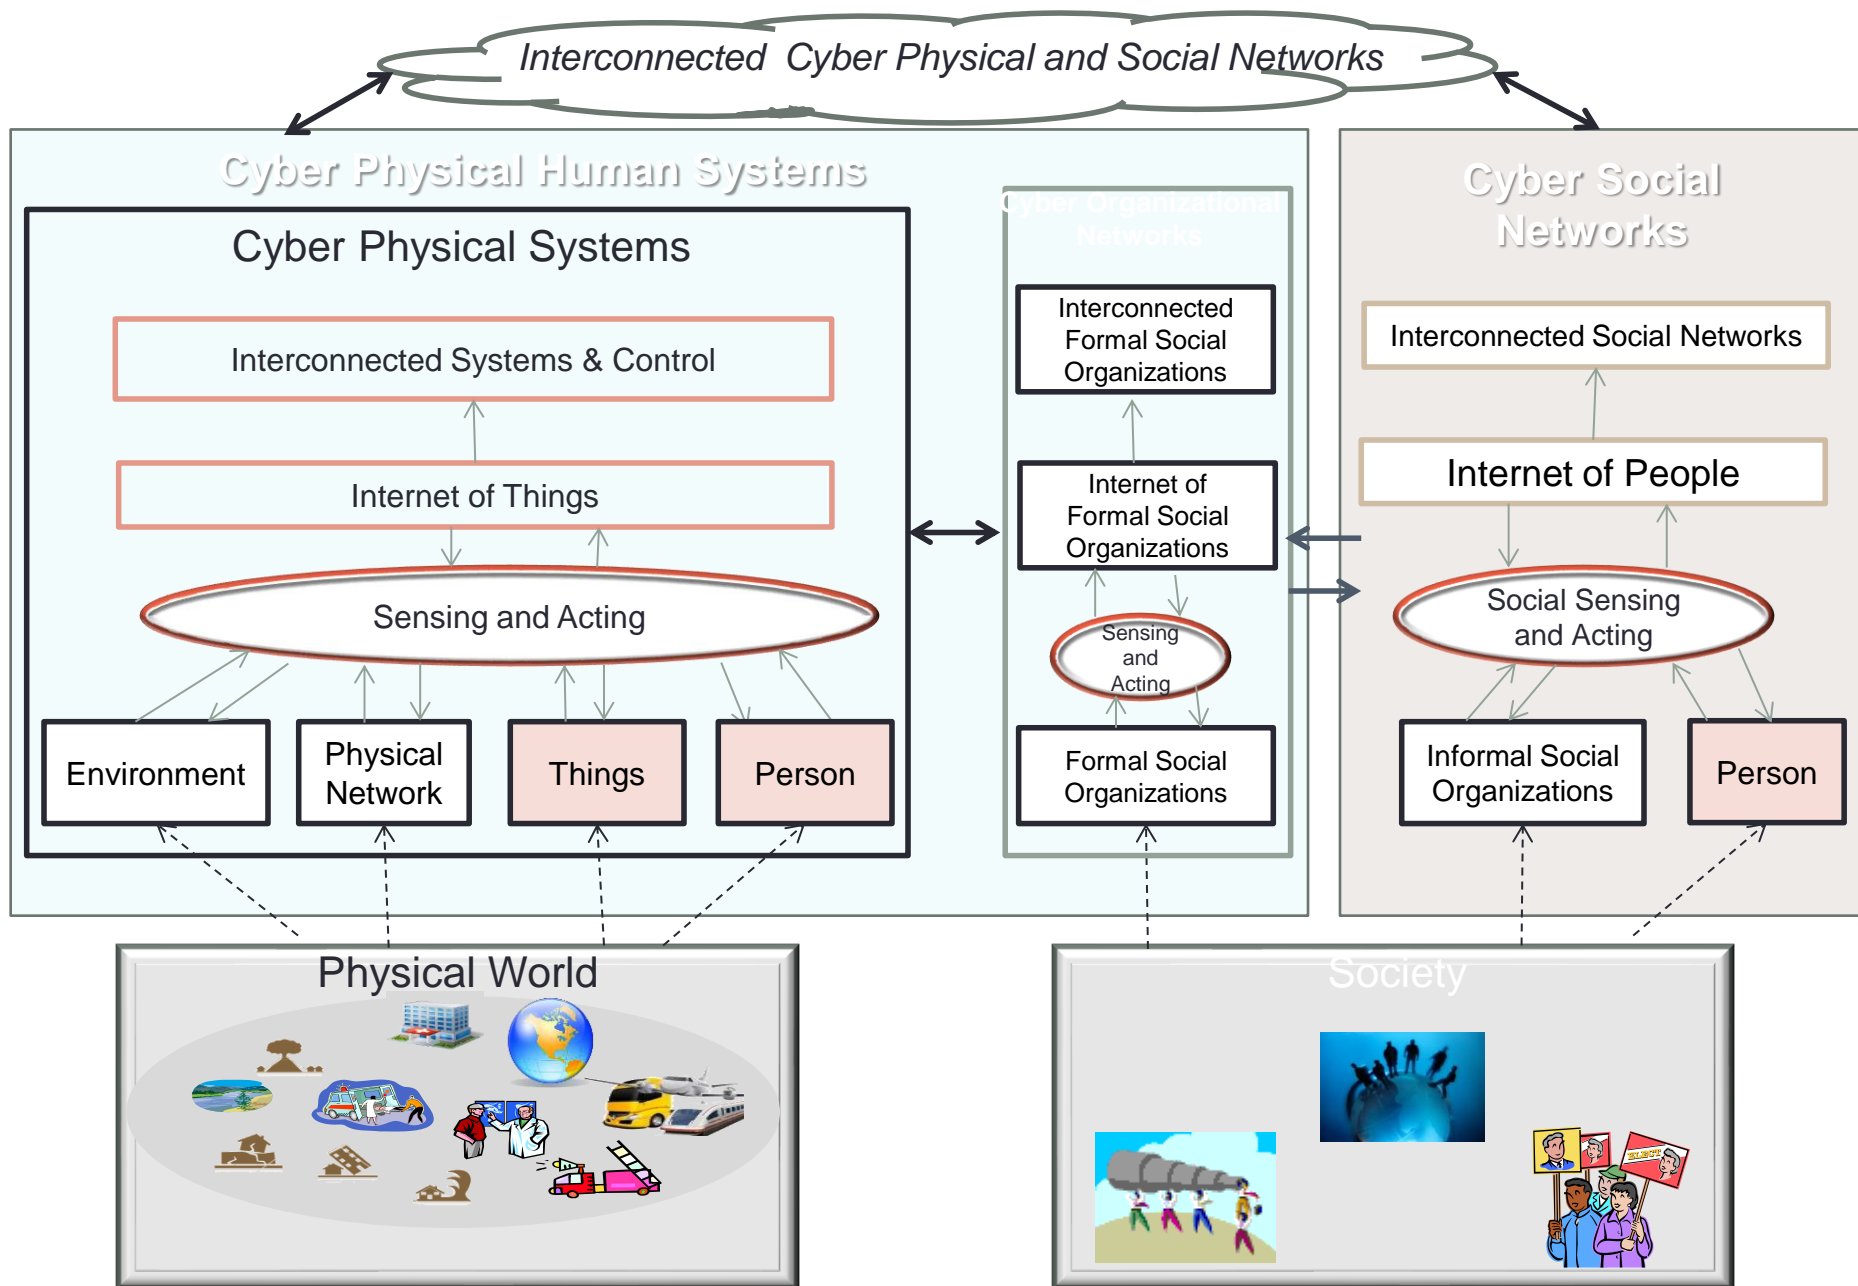 Interconnected Cyber Physical and Social Networks
Cyber Physical Human Systems
Cyber Physical Systems
Interconnected Systems & Control
Internet of Things
Sensing and Acting
Environment
Physical
Network
Things
Person
Cyber Organizational
Networks
Interconnected
Formal Social
Organizations
Internet of
Formal Social
Organizations
Sensing
and
Acting
Formal Social
Organizations
Cyber Social
Networks
Interconnected Social Networks
Internet of People
Social Sensing
and Acting
Informal Social
Organizations
Person
Physical World
Society
ELECT